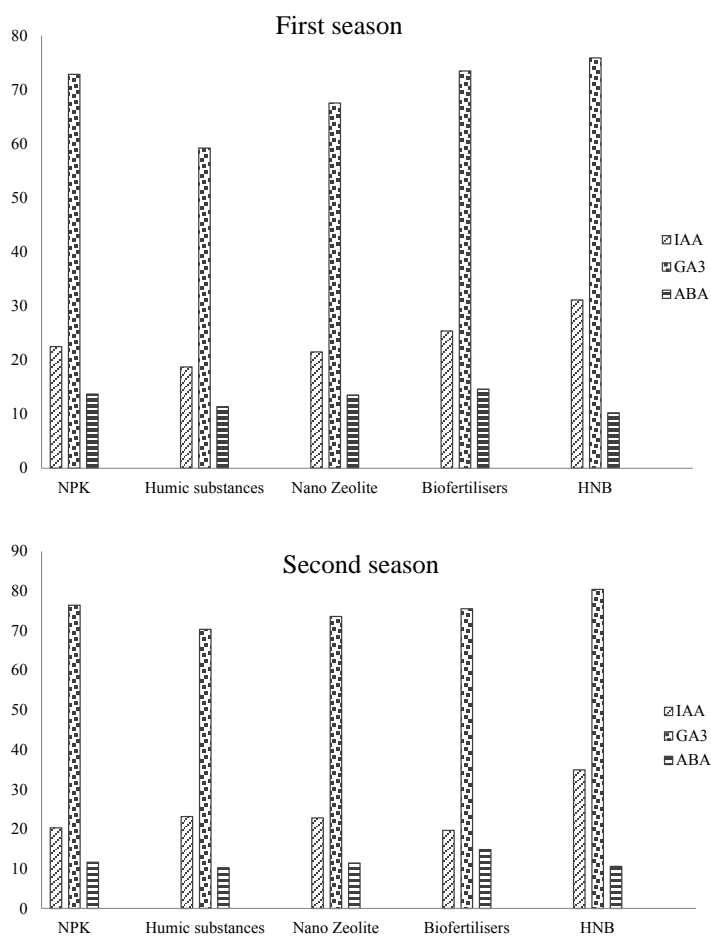 First season
80
70
60
50
40
30
20
10
0
NPK Humic substances Nano Zeolite Biofertilisers HNB
IAA
GA3
ABA
Second season
90
80
70
60
50
40
30
20
10
0
NPK Humic substances Nano Zeolite Biofertilisers HNB
IAA
GA3
ABA